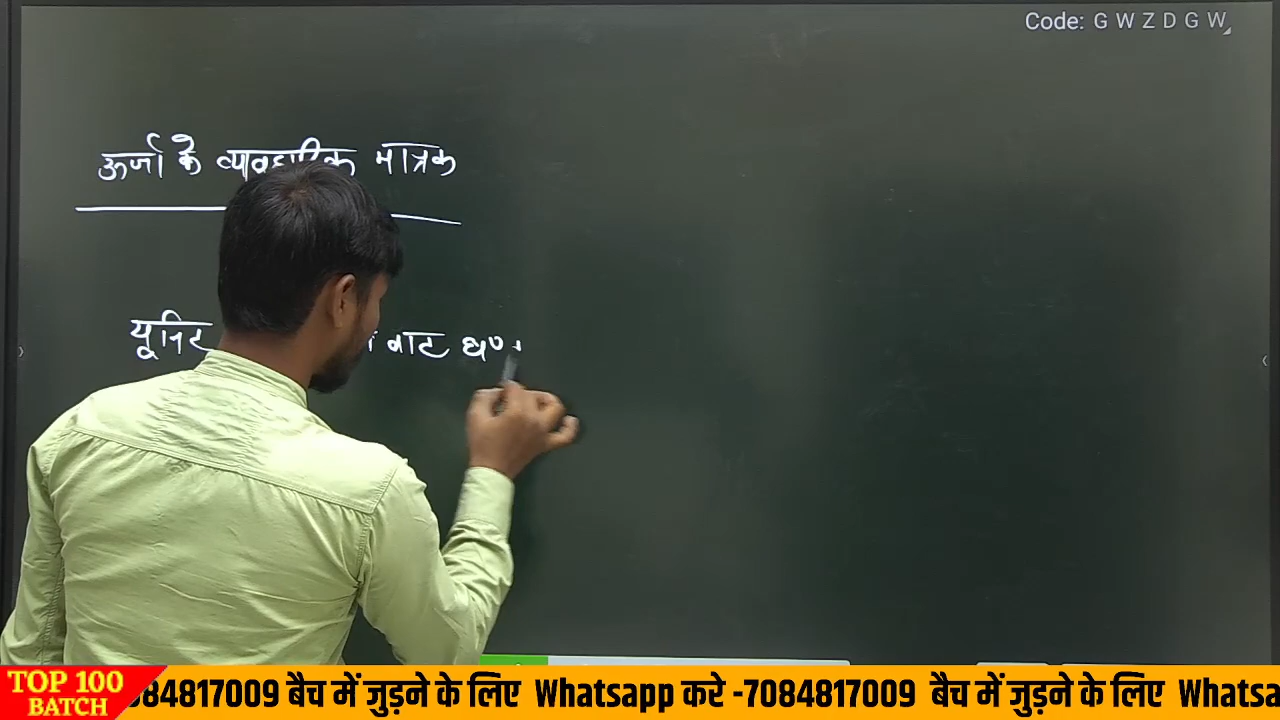 Code: G W Z D G W
ऊर्जा के व्यावहारिक मात्रक
यूनिट वाट
TOP 100
BATCH
84817009 बैच में जुड़ने के लिए Whatsapp करे -7084817009 बैच में जुड़ने के लिए Whatsa